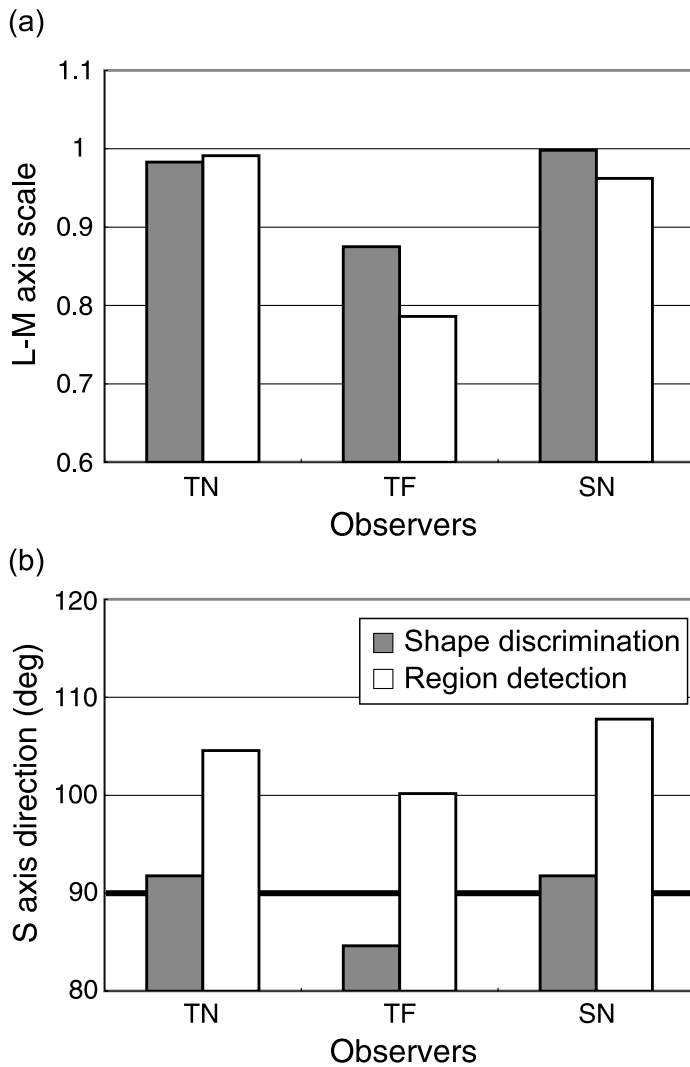 (a)
1.1
1
0.9
0.8
0.7
0.6
L-M axis scale
TN TF SN
Observers
(b)
120
110
100
90
80
S axis direction (deg)
Shape discrimination
Region detection
TN TF SN
Observers